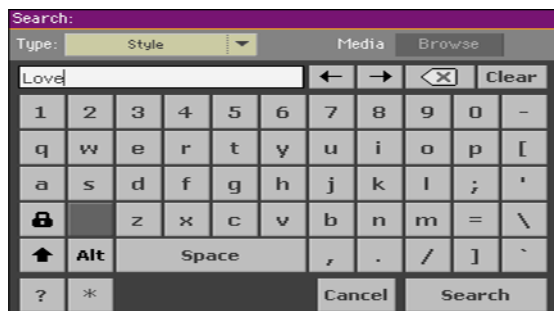 Search:
Type: Style Media Browse
Love Clear
1 2 3 4 5 6 7 8 9 0 -
q w e r t y u i o p [
a s d f g h j k l ; '
z x c v b n m = \
Alt Space , . / ] `
? * Cancel Search